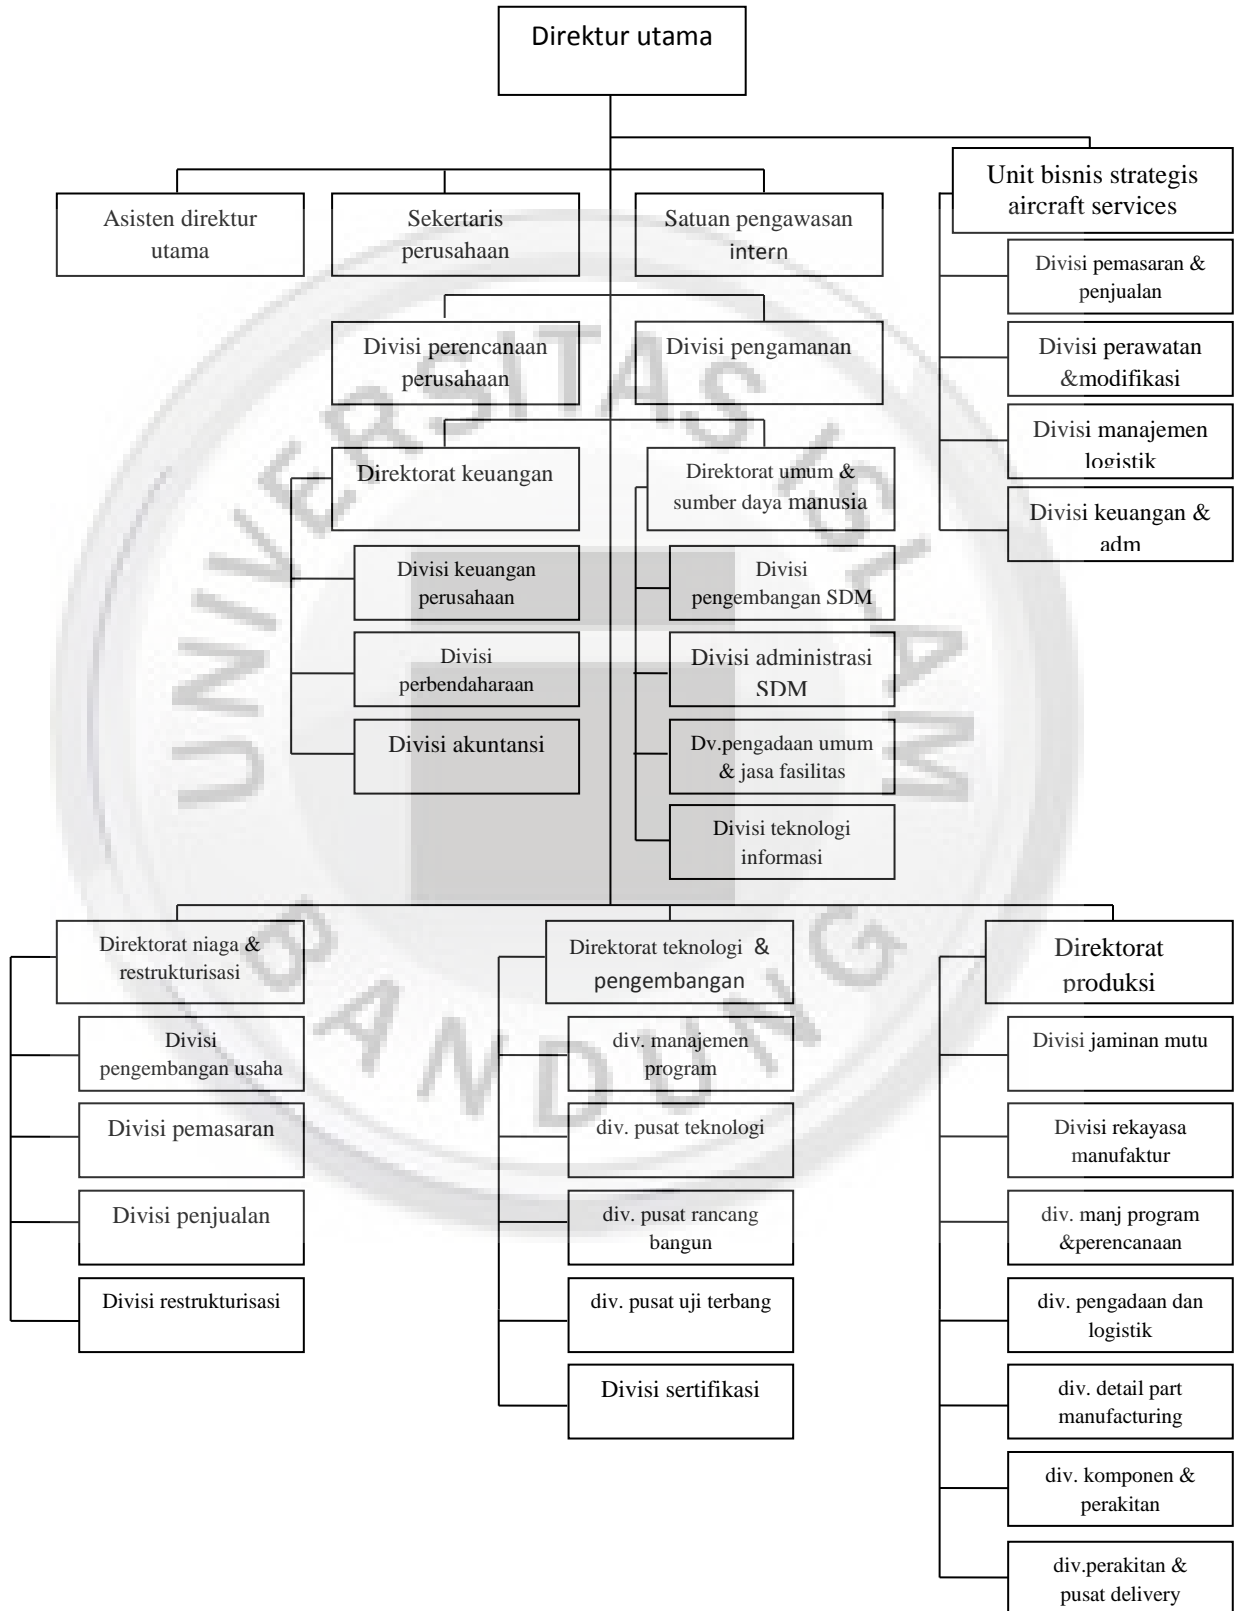 Direktur utama
Unit bisnis strategis
aircraft services
Asisten direktur
utama
Sekertaris
perusahaan
Satuan pengawasan
intern
Divisi pemasaran &
penjualan
Divisi perawatan
&modifikasi
Divisi manajemen
logistik
Divisi keuangan &
adm
Divisi perencanaan
perusahaan
Divisi pengamanan
Direktorat keuangan
Direktorat umum &
sumber daya manusia
Divisi keuangan
perusahaan
Divisi
perbendaharaan
Divisi akuntansi
Divisi
pengembangan SDM
Divisi administrasi
SDM
Dv.pengadaan umum
& jasa fasilitas
Divisi teknologi
informasi
Direktorat niaga &
restrukturisasi
Divisi
pengembangan usaha
Divisi pemasaran
Divisi penjualan
Divisi restrukturisasi
Direktorat teknologi &
pengembangan
div. manajemen
program
div. pusat teknologi
div. pusat rancang
bangun
div. pusat uji terbang
Divisi sertifikasi
Direktorat
produksi
Divisi jaminan mutu
Divisi rekayasa
manufaktur
div. manj program
&perencanaan
div. pengadaan dan
logistik
div. detail part
manufacturing
div. komponen &
perakitan
div.perakitan &
pusat delivery
UNIVERSITAS ISLAM
BANDUNG